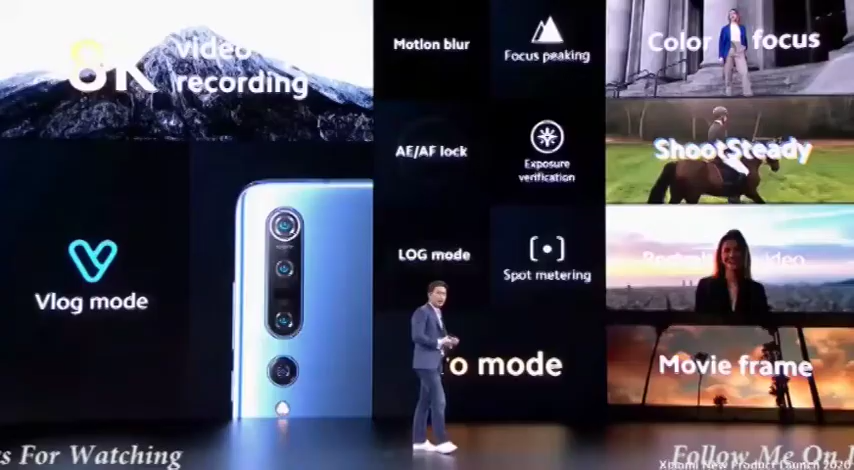 8K video
recording
Motion blur
Focus peaking
Color focus
AE/AF lock
Exposure
verification
ShootSteady
Vlog mode
LOG mode
Spot metering
video
mode
Movie frame
For Watching
Follow Me On
Xiaomi New Product Launch 2020